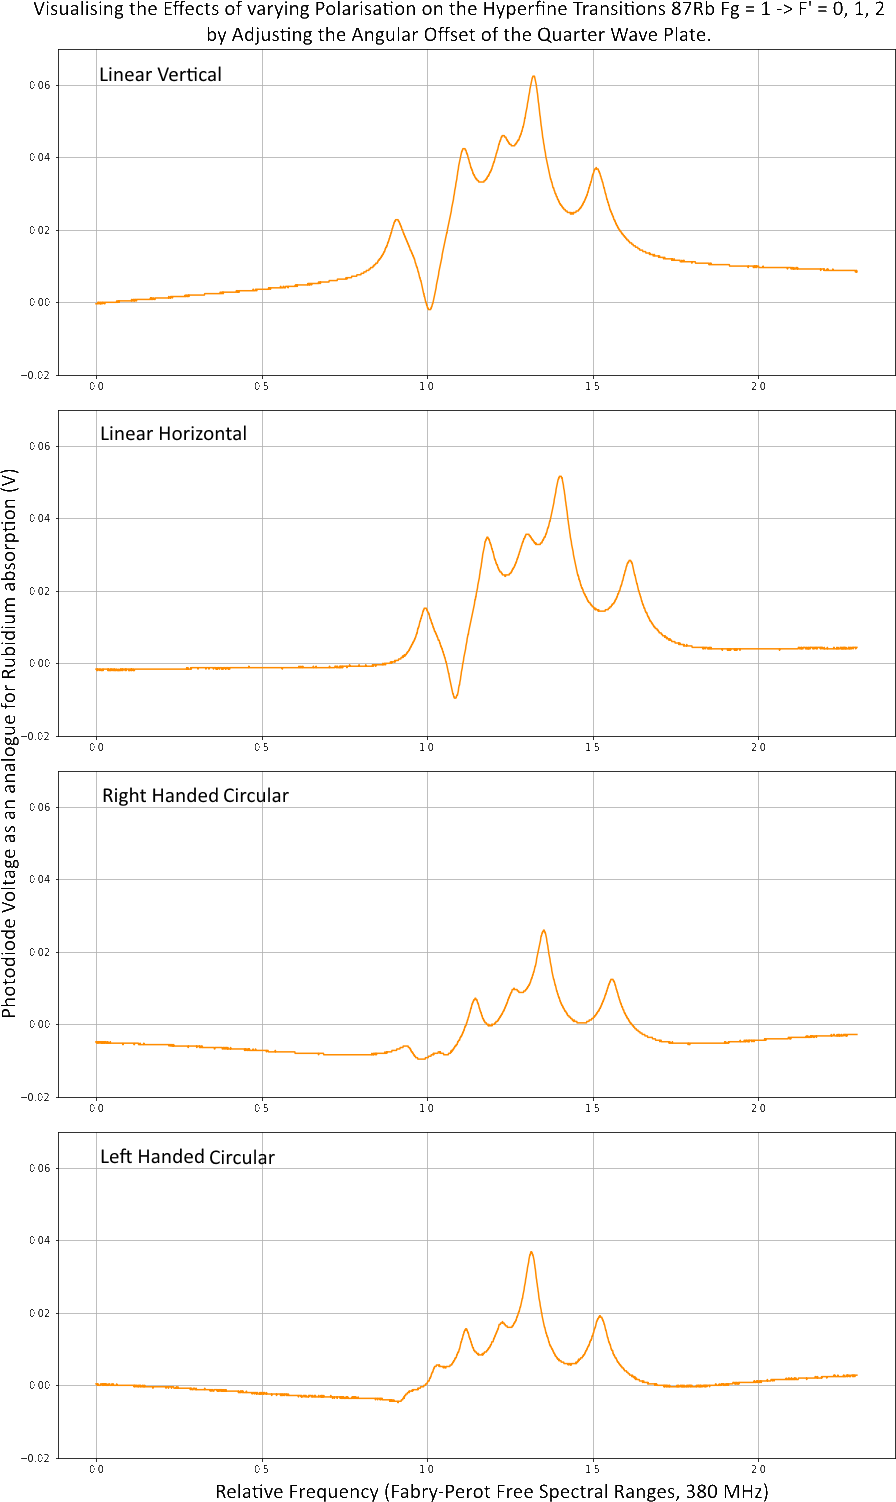 Visualising the Effects of varying Polarisation on the Hyperfine Transitions 87Rb Fg = 1 -> F' = 0, 1, 2
by Adjusting the Angular Offset of the Quarter Wave Plate.
Photodiode Voltage as an analogue for Rubidium absorption (V)
Linear Vertical
0.06
0.04
0.02
0.00
−0.02
0.0 0.5 1.0 1.5 2.0
Linear Horizontal
0.06
0.04
0.02
0.00
−0.02
0.0 0.5 1.0 1.5 2.0
Right Handed Circular
0.06
0.04
0.02
0.00
−0.02
0.0 0.5 1.0 1.5 2.0
Left Handed Circular
0.06
0.04
0.02
0.00
−0.02
0.0 0.5 1.0 1.5 2.0
Relative Frequency (Fabry-Perot Free Spectral Ranges, 380 MHz)